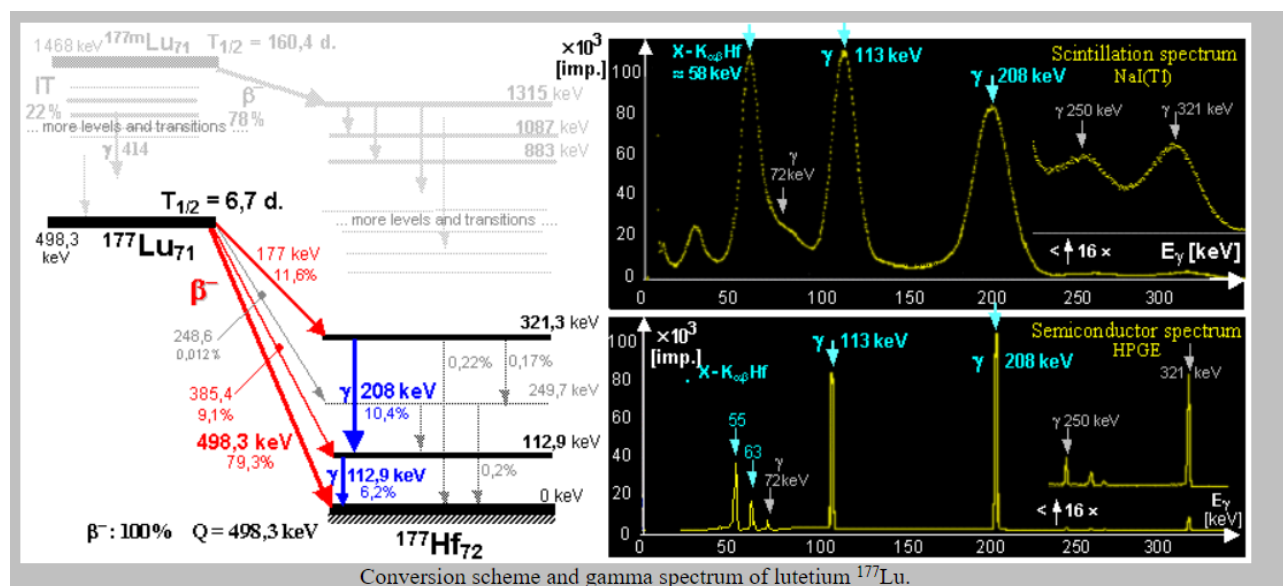 1468 keV ¹⁷⁷ᵐLu₇₁ T₁/₂ = 160,4 d.
IT
22%
... more levels and transitions ....
γ 414
β⁻
78%
1315 keV
1087 keV
883 keV
... more levels and transitions ....
T₁/₂ = 6,7 d.
498,3
keV
¹⁷⁷Lu₇₁
177 keV
11,6%
β⁻
248,6
0,012%
385,4
9,1%
498,3 keV
79,3%
321,3 keV
0,22%
0,17%
γ 208 keV
10,4%
249,7 keV
112,9 keV
γ 112,9 keV
6,2%
0,2%
0 keV
β⁻: 100% Q = 498,3 keV
¹⁷⁷Hf₇₂
×10³
[imp.]
X - KαβHf
≈ 58 keV
γ 113 keV
γ 208 keV
Scintillation spectrum
NaI(Tl)
γ 250 keV
γ 321 keV
γ
72keV
100
80
60
40
20
0
< 16 ×
Eγ [keV]
0 50 100 150 200 250 300
×10³
[imp.]
X - KαβHf
γ 113 keV
γ 208 keV
Semiconductor spectrum
HPGE
321 keV
55
63
γ
72keV
γ 250 keV
100
80
60
40
20
0
< 16 ×
Eγ
[keV]
0 50 100 150 200 250 300
Conversion scheme and gamma spectrum of lutetium ¹⁷⁷Lu.